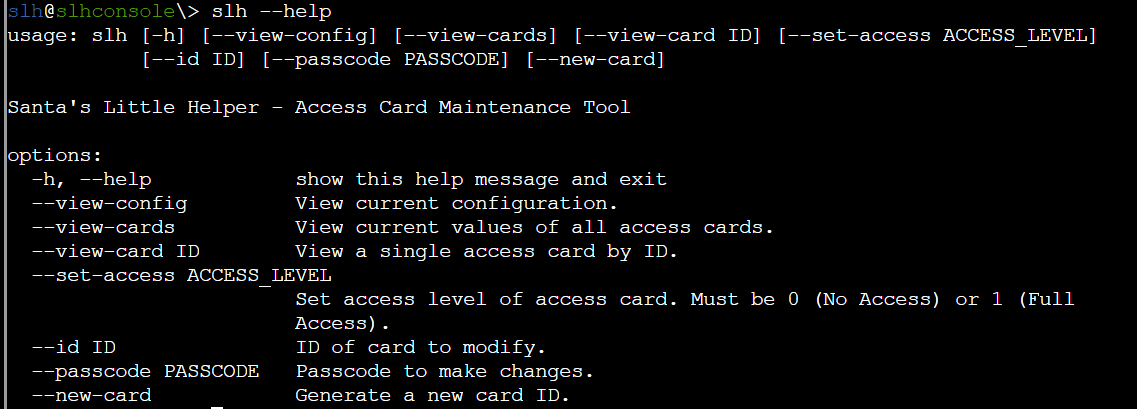 slh@slhconsole\> slh --help
usage: slh [-h] [--view-config] [--view-cards] [--view-card ID] [--set-access ACCESS_LEVEL]
           [--id ID] [--passcode PASSCODE] [--new-card]

Santa's Little Helper - Access Card Maintenance Tool

options:
  -h, --help            show this help message and exit
  --view-config         View current configuration.
  --view-cards          View current values of all access cards.
  --view-card ID        View a single access card by ID.
  --set-access ACCESS_LEVEL
                        Set access level of access card. Must be 0 (No Access) or 1 (Full
                        Access).
  --id ID               ID of card to modify.
  --passcode PASSCODE   Passcode to make changes.
  --new-card            Generate a new card ID.